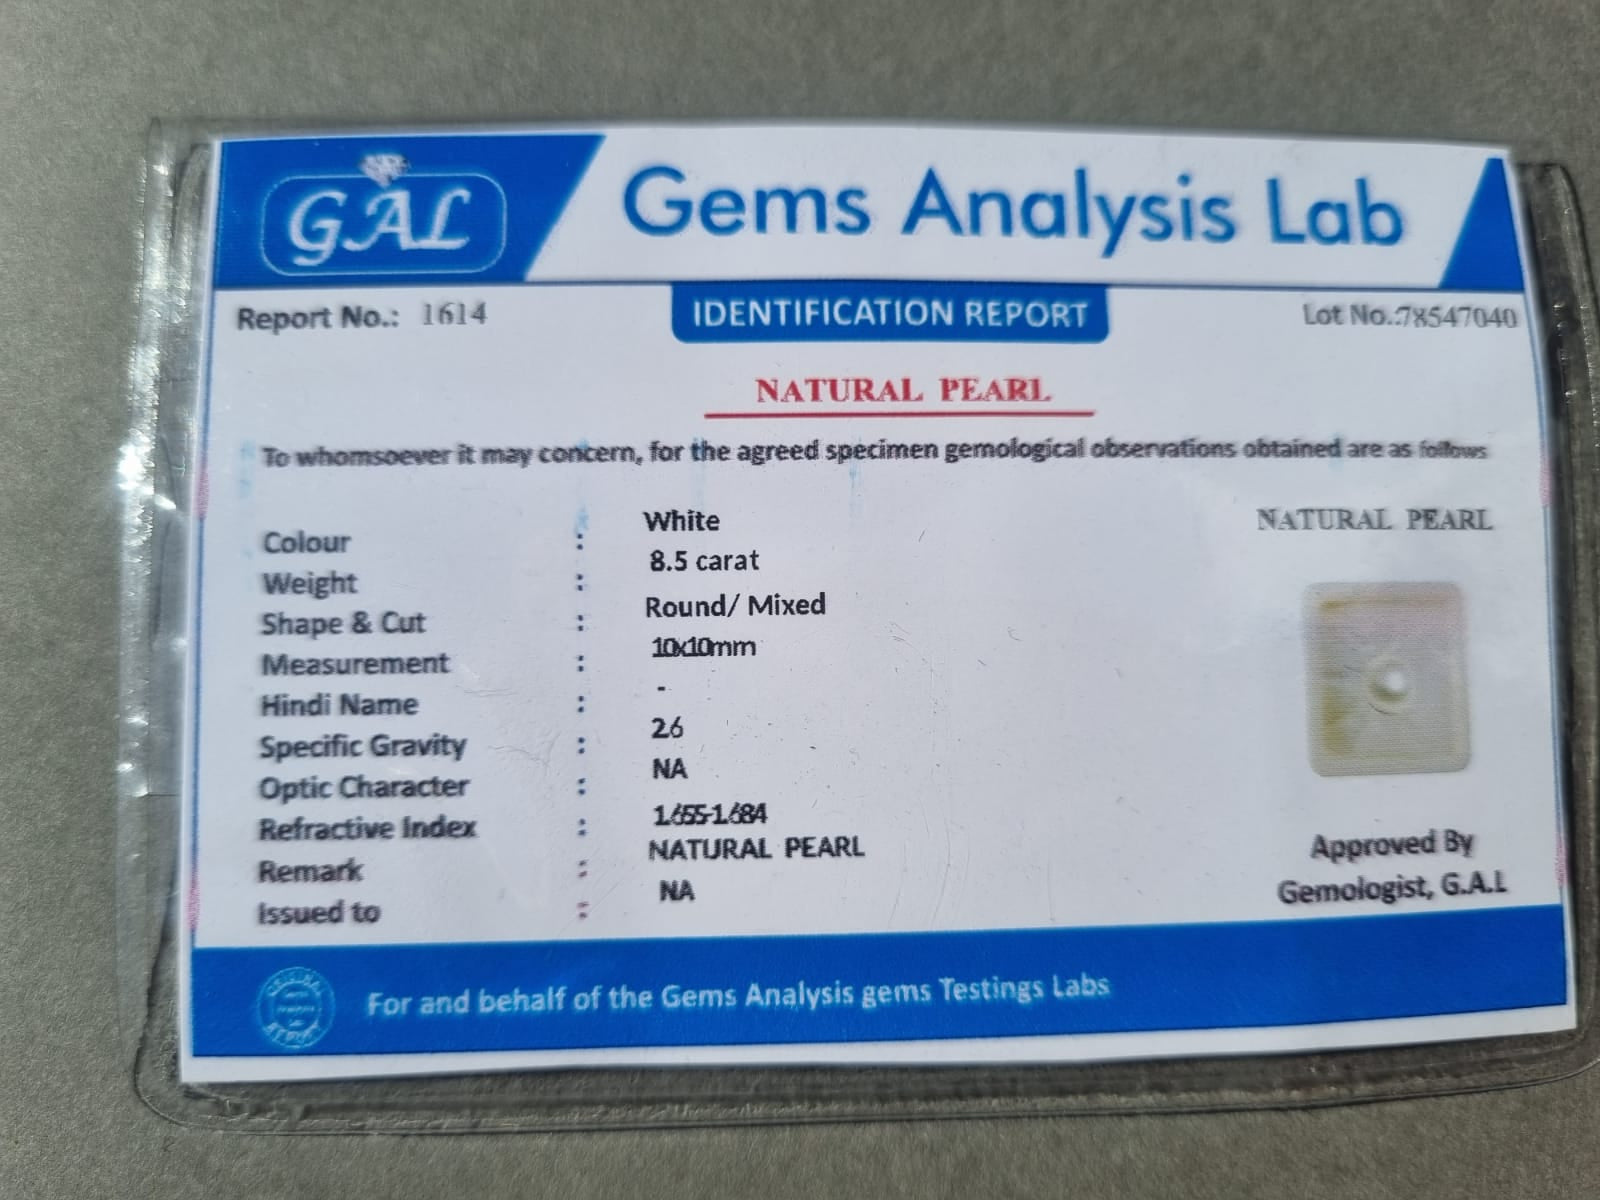 GAL
Gems Analysis Lab
Report No.: 1614
IDENTIFICATION REPORT
Lot No.:78547040
NATURAL PEARL
To whomsoever it may concern, for the agreed specimen gemological observations obtained are as follows
Colour : White
Weight : 8.5 carat
Shape & Cut : Round/ Mixed
Measurement : 10x10mm
Hindi Name : -
Specific Gravity : 26
Optic Character : NA
Refractive Index : 1.655-1.684
Remark : NATURAL PEARL
Issued to : NA
NATURAL PEARL
Approved By
Gemologist, G.A.L
For and behalf of the Gems Analysis gems Testings Labs